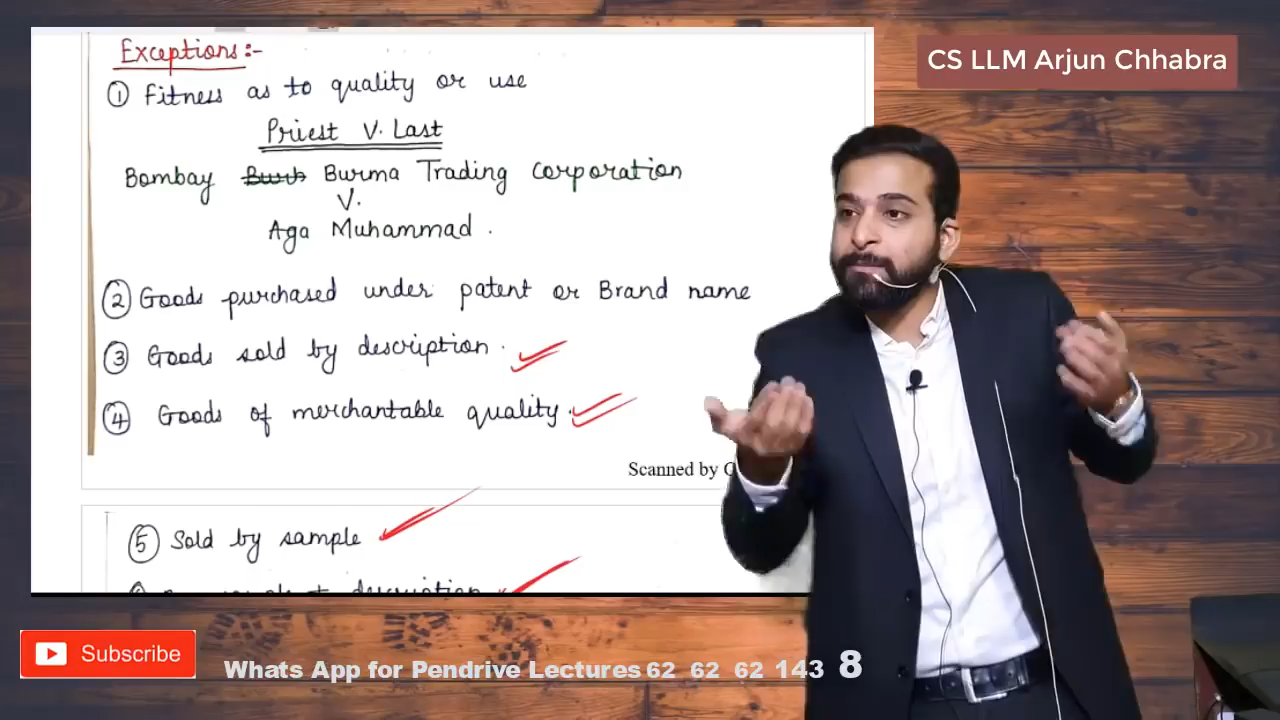 Exceptions:-
① Fitness as to quality or use
Priest V. Last
Bombay Burma Trading Corporation
V.
Aga Muhammad.
② Goods purchased under patent or Brand name
③ Goods sold by description.
④ Goods of merchantable quality.
Scanned by
⑤ Sold by sample
description
CS LLM Arjun Chhabra
Subscribe
Whats App for Pendrive Lectures 62 62 62 143 8